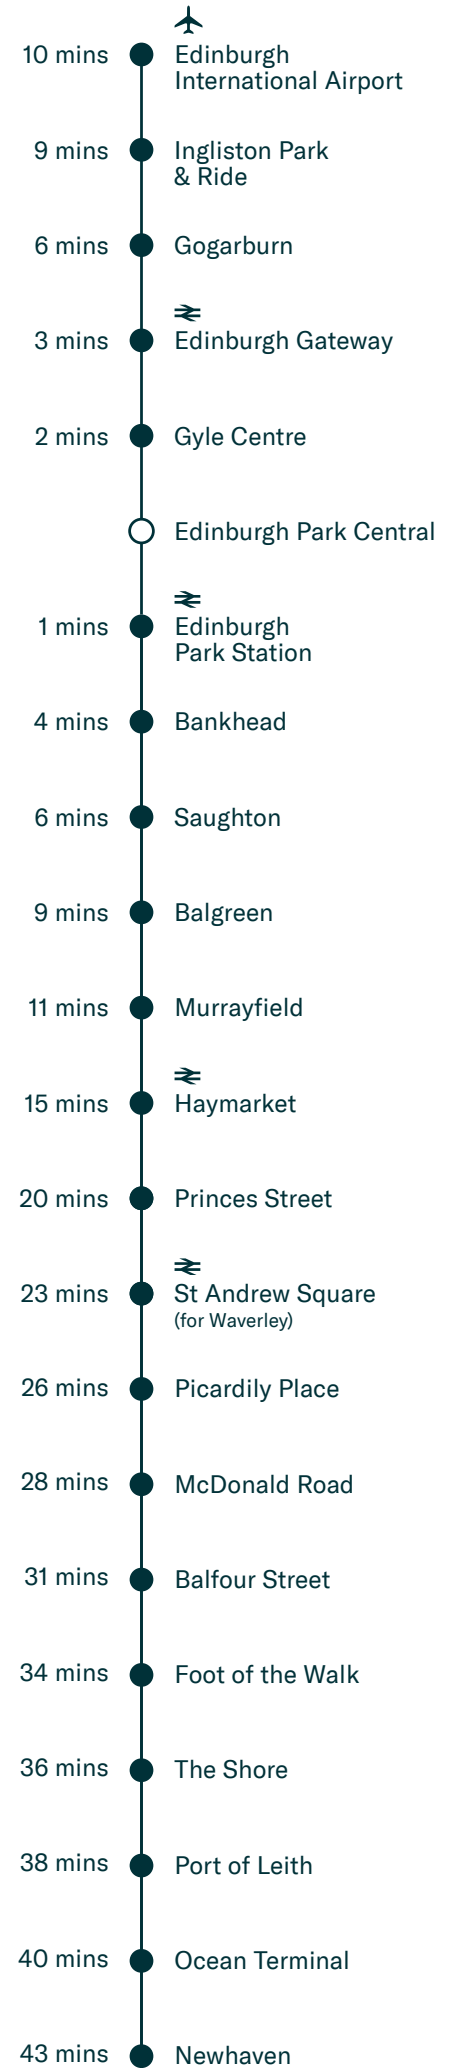 10 mins
Edinburgh
International Airport
9 mins
Ingliston Park
& Ride
6 mins
Gogarburn
3 mins
Edinburgh Gateway
2 mins
Gyle Centre
Edinburgh Park Central
1 mins
Edinburgh
Park Station
4 mins
Bankhead
6 mins
Saughton
9 mins
Balgreen
11 mins
Murrayfield
15 mins
Haymarket
20 mins
Princes Street
23 mins
St Andrew Square
(for Waverley)
26 mins
Picardily Place
28 mins
McDonald Road
31 mins
Balfour Street
34 mins
Foot of the Walk
36 mins
The Shore
38 mins
Port of Leith
40 mins
Ocean Terminal
43 mins
Newhaven